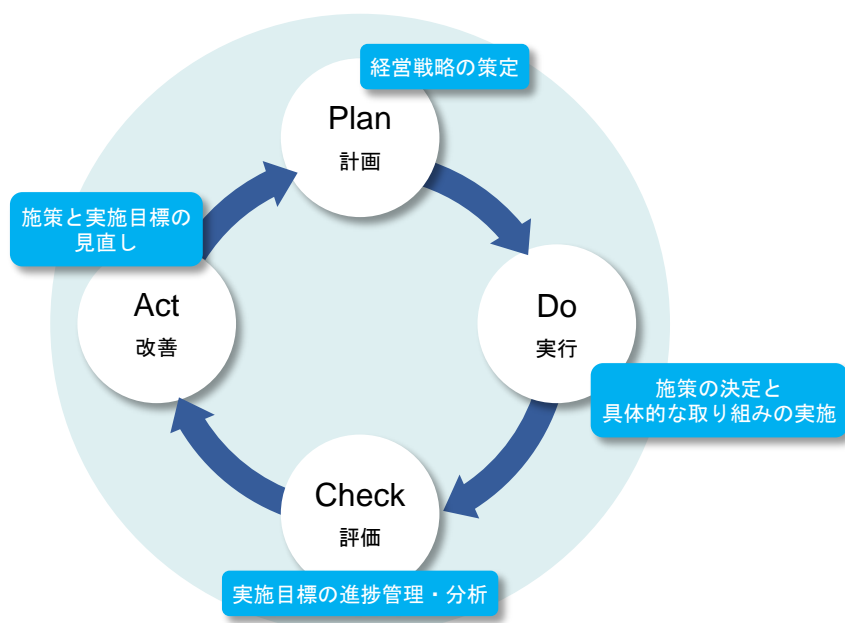 経営戦略の策定
Plan
計画
施策と実施目標の
見直し
Act
改善
Do
実行
施策の決定と
具体的な取り組みの実施
Check
評価
実施目標の進捗管理・分析